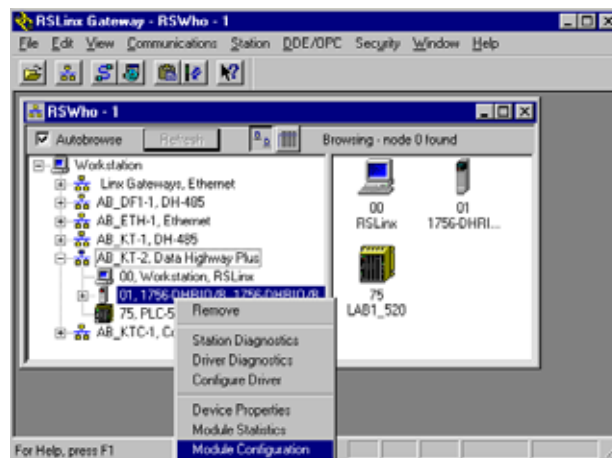 RSLinx Gateway - RSWho - 1
File Edit View Communications Station DDE/OPC Security Window Help
RSWho - 1
Autobrowse Refresh Browsing - node 0 found
Workstation
Linx Gateways, Ethernet
AB_DF1-1, DH-485
AB_ETH-1, Ethernet
AB_KT-1, DH-485
AB_KT-2, Data Highway Plus
00, Workstation, RSLinx
01, 1756-DHRIO/B, 1756-DHRIO/B
75, PLC-5
AB_KTC-1, Co
00
RSLinx
01
1756-DHRI...
75
LAB1_520
Remove
Station Diagnostics
Driver Diagnostics
Configure Driver
Device Properties
Module Statistics
Module Configuration
For Help, press F1